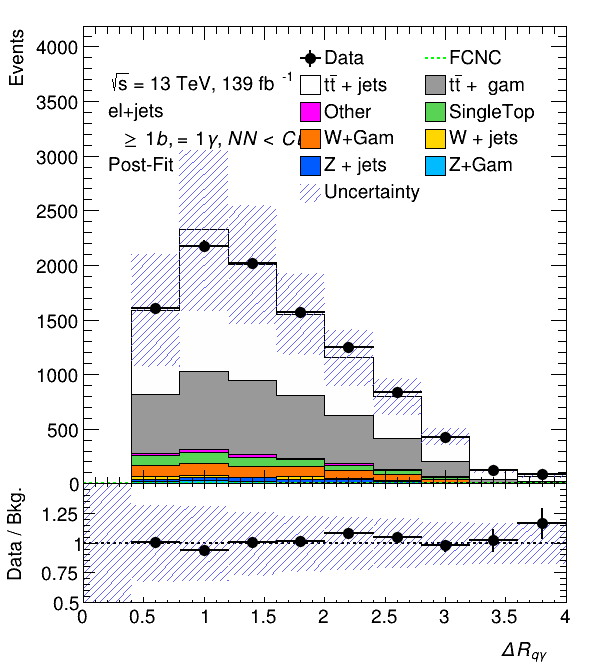 Events
4000
3500
3000
2500
2000
1500
1000
500
0
√s = 13 TeV, 139 fb -1
el+jets
≥ 1b, = 1γ, NN <
Post-Fit
Data
FCNC
tt̄ + jets
tt̄ + gam
Other
SingleTop
W+Gam
W + jets
Z + jets
Z+Gam
Uncertainty
Data / Bkg.
1.25
1
0.75
0.5
0 0.5 1 1.5 2 2.5 3 3.5 4
ΔRqγ